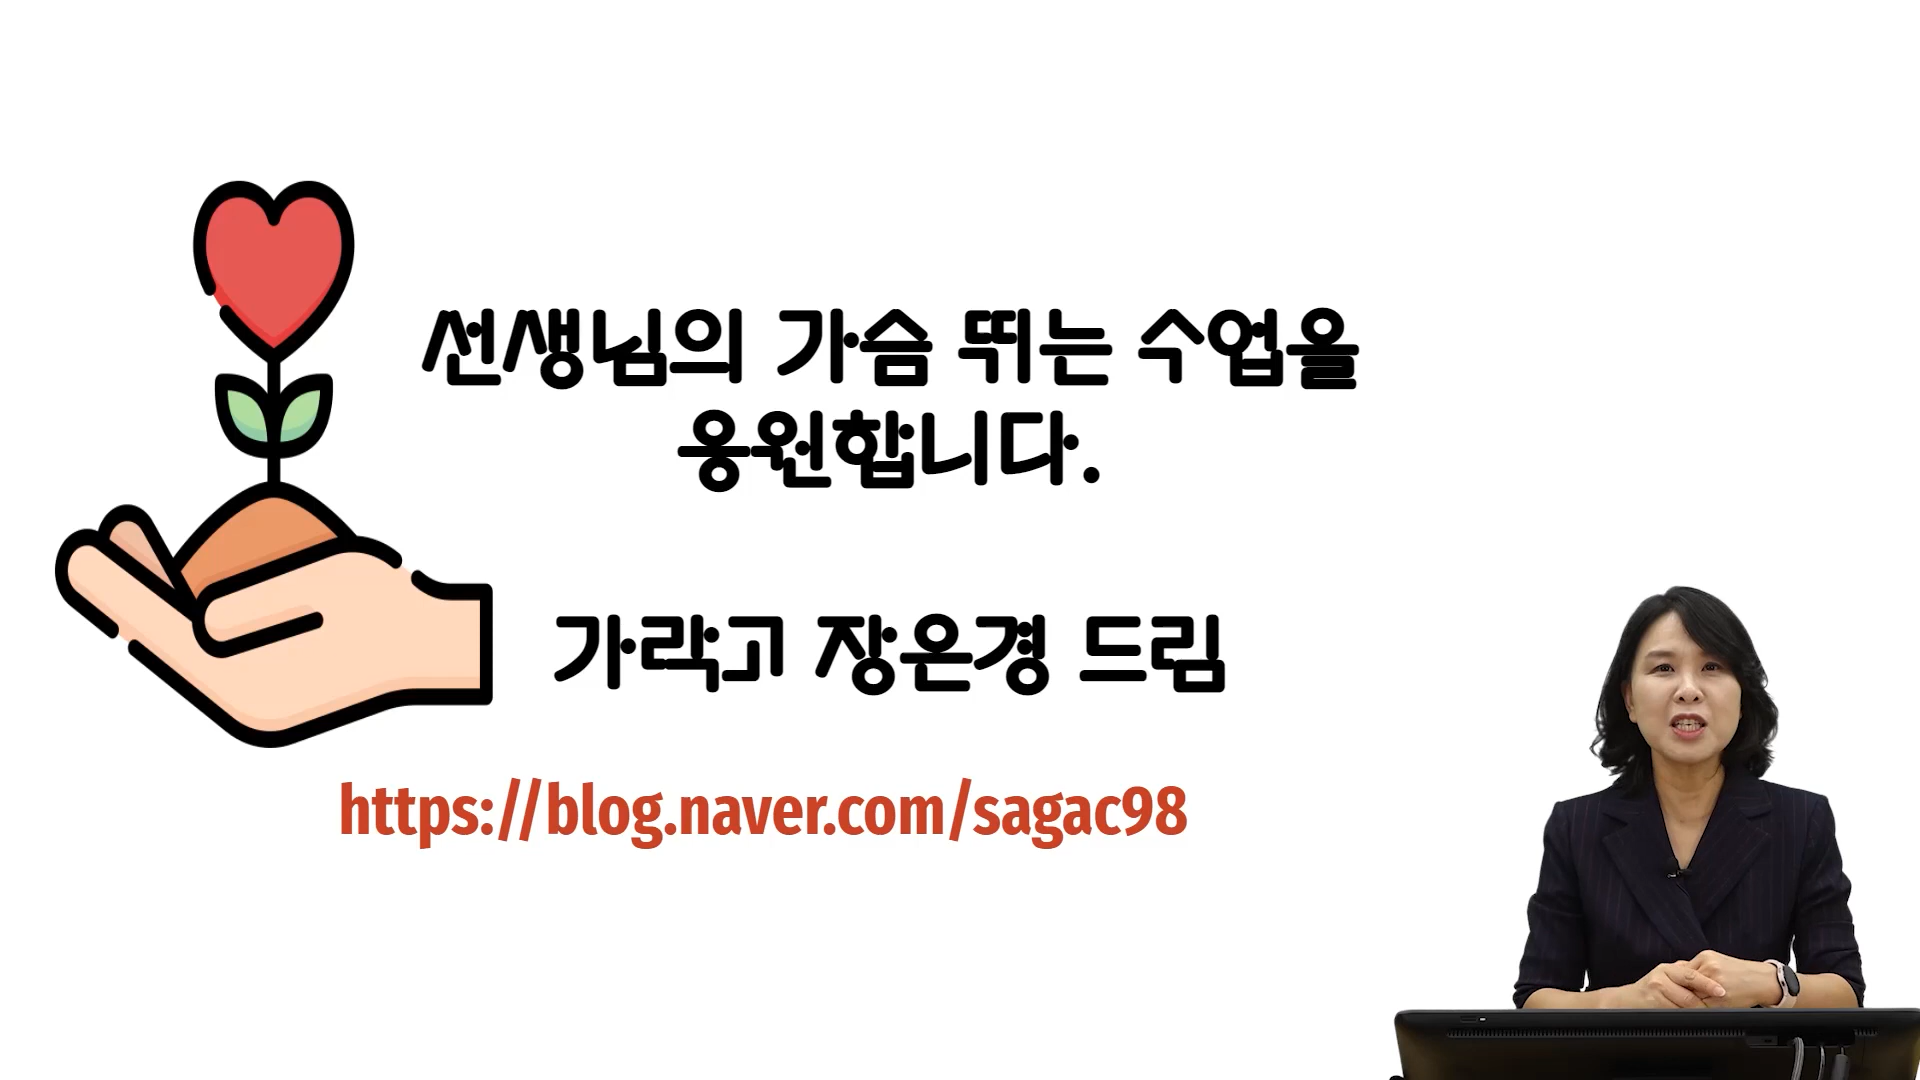 선생님의 가슴 뛰는 수업을
응원합니다.
가락고 장은경 드림
https://blog.naver.com/sagac98